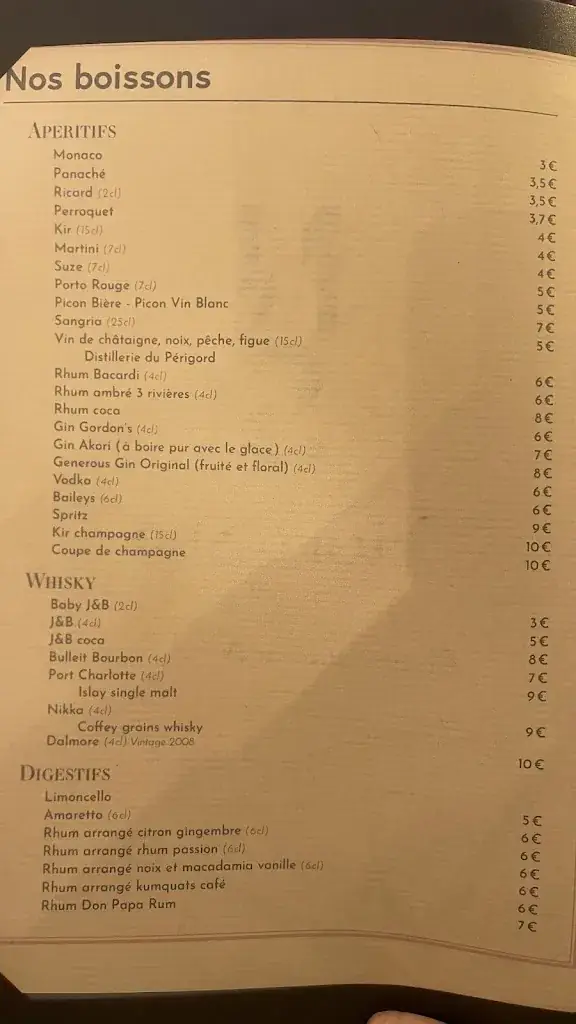 Nos boissons
APERITIFS
Monaco 3€
Panaché 3,5€
Ricard (2cl) 3,5€
Perroquet 3,7€
Kir (15cl) 4€
Martini (7cl) 4€
Suze (7cl) 4€
Porto Rouge (7cl) 5€
Picon Bière - Picon Vin Blanc 5€
Sangria (25cl) 7€
Vin de châtaigne, noix, pêche, figue (15cl) 5€
Distillerie du Périgord
Rhum Bacardi (4cl) 6€
Rhum ambré 3 rivières (4cl) 6€
Rhum coca 8€
Gin Gordon's (4cl) 6€
Gin Akori (à boire pur avec le glace) (4cl) 7€
Generous Gin Original (fruité et floral) (4cl) 8€
Vodka (4cl) 6€
Baileys (6cl) 6€
Spritz 9€
Kir champagne (15cl) 10€
Coupe de champagne 10€
WHISKY
Baby J&B (2cl) 3€
J&B (4cl) 5€
J&B coca 8€
Bulleit Bourbon (4cl) 7€
Port Charlotte (4cl) 9€
Islay single malt
Nikka (4cl) 9€
Coffey grains whisky
Dalmore (4cl) Vintage 2008 10€
DIGESTIFS
Limoncello 5€
Amaretto (6cl) 6€
Rhum arrangé citron gingembre (6cl) 6€
Rhum arrangé rhum passion (6cl) 6€
Rhum arrangé noix et macadamia vanille (6cl) 6€
Rhum arrangé kumquats café 6€
Rhum Don Papa Rum 7€